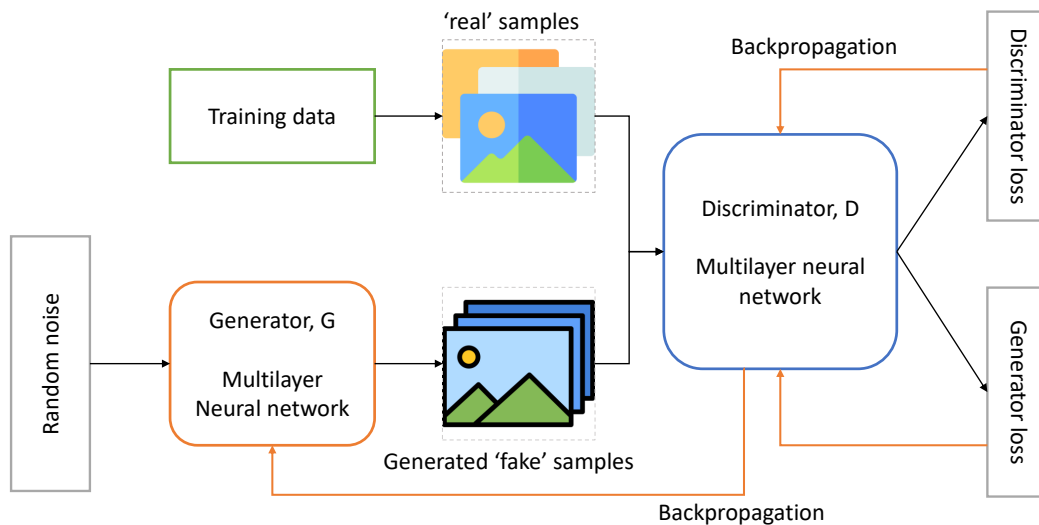 ‘real’ samples
Training data
Random noise
Generator, G
Multilayer
Neural network
Generated ‘fake’ samples
Backpropagation
Discriminator, D
Multilayer neural
network
Discriminator loss
Generator loss
Backpropagation